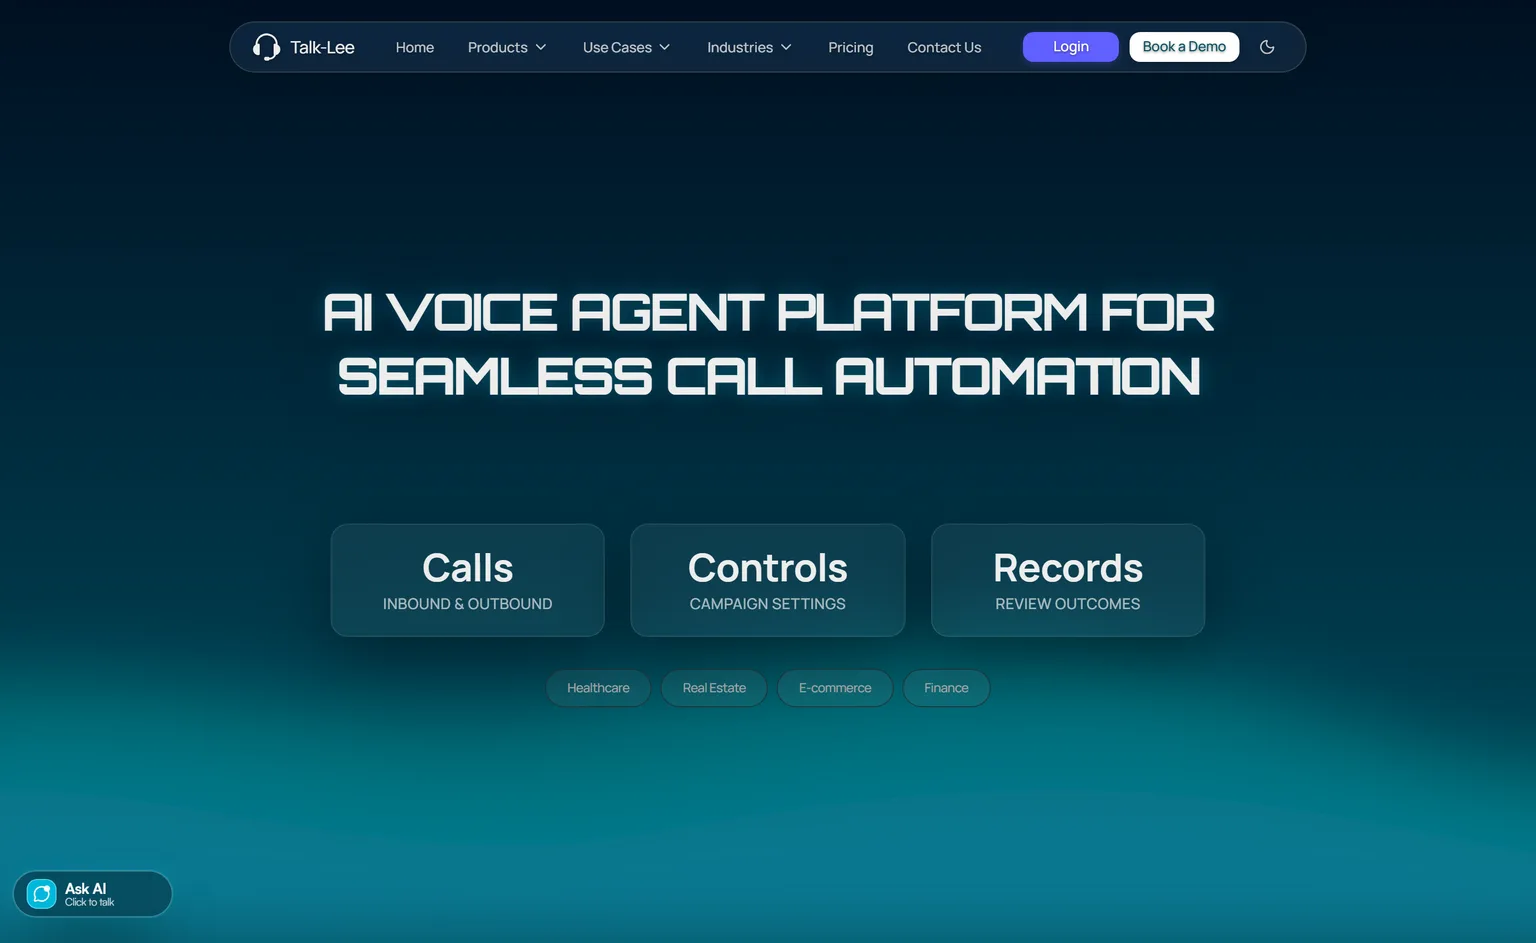 Talk-Lee
Home
Products
Use Cases
Industries
Pricing
Contact Us
Login
Book a Demo
AI VOICE AGENT PLATFORM FOR
SEAMLESS CALL AUTOMATION
Calls
INBOUND & OUTBOUND
Controls
CAMPAIGN SETTINGS
Records
REVIEW OUTCOMES
Healthcare
Real Estate
E-commerce
Finance
Ask AI
Click to talk